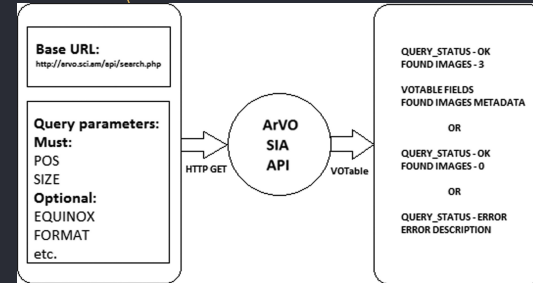 Base URL:
http://arvo.sci.am/api/search.php
Query parameters:
Must:
POS
SIZE
Optional:
EQUINOX
FORMAT
etc.
HTTP GET
ArVO
SIA
API
VOTable
QUERY_STATUS - OK
FOUND IMAGES - 3
VOTABLE FIELDS
FOUND IMAGES METADATA
OR
QUERY_STATUS - OK
FOUND IMAGES - 0
OR
QUERY_STATUS - ERROR
ERROR DESCRIPTION